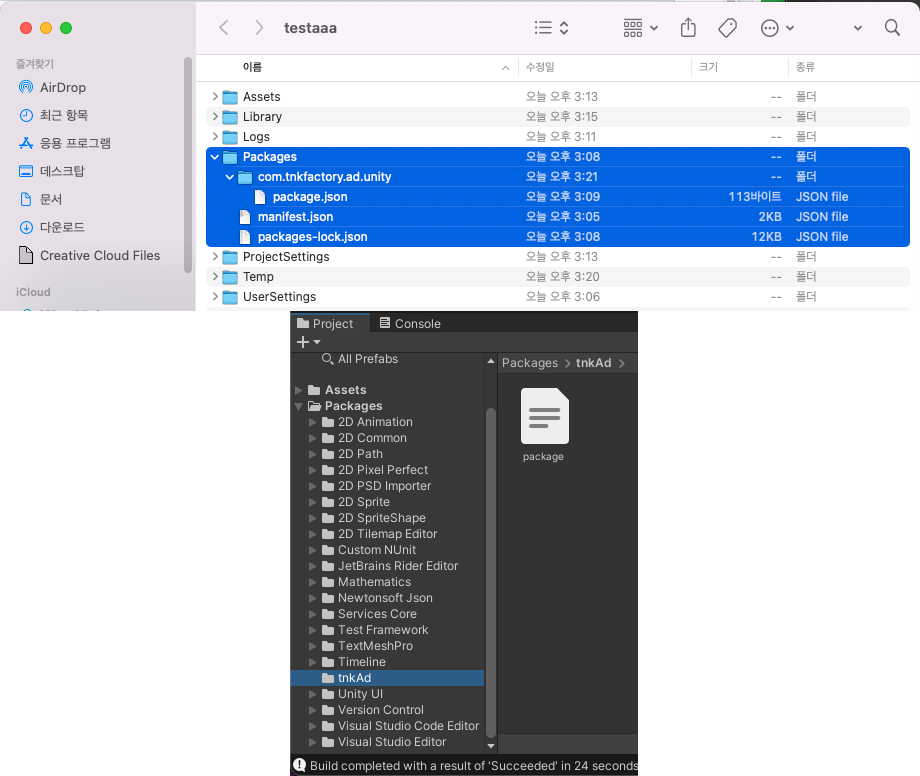 testaaa
즐겨찾기
AirDrop
최근 항목
응용 프로그램
데스크탑
문서
다운로드
Creative Cloud Files
iCloud
이름 수정일 크기 종류
Assets 오늘 오후 3:13 -- 폴더
Library 오늘 오후 3:15 -- 폴더
Logs 오늘 오후 3:11 -- 폴더
Packages 오늘 오후 3:08 -- 폴더
com.tnkfactory.ad.unity 오늘 오후 3:21 -- 폴더
package.json 오늘 오후 3:09 113바이트 JSON file
manifest.json 오늘 오후 3:05 2KB JSON file
packages-lock.json 오늘 오후 3:08 12KB JSON file
ProjectSettings 오늘 오후 3:13 -- 폴더
Temp 오늘 오후 3:20 -- 폴더
UserSettings 오늘 오후 3:06 -- 폴더
Project Console
All Prefabs
Assets
Packages
2D Animation
2D Common
2D Path
2D Pixel Perfect
2D PSD Importer
2D Sprite
2D SpriteShape
2D Tilemap Editor
Custom NUnit
JetBrains Rider Editor
Mathematics
Newtonsoft Json
Services Core
Test Framework
TextMeshPro
Timeline
tnkAd
Unity UI
Version Control
Visual Studio Code Editor
Visual Studio Editor
Packages > tnkAd >
package
Build completed with a result of 'Succeeded' in 24 seconds